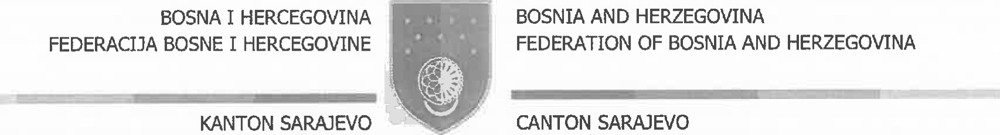 BOSNA I HERCEGOVINA
FEDERACIJA BOSNE I HERCEGOVINE
KANTON SARAJEVO
BOSNIA AND HERZEGOVINA
FEDERATION OF BOSNIA AND HERZEGOVINA
CANTON SARAJEVO